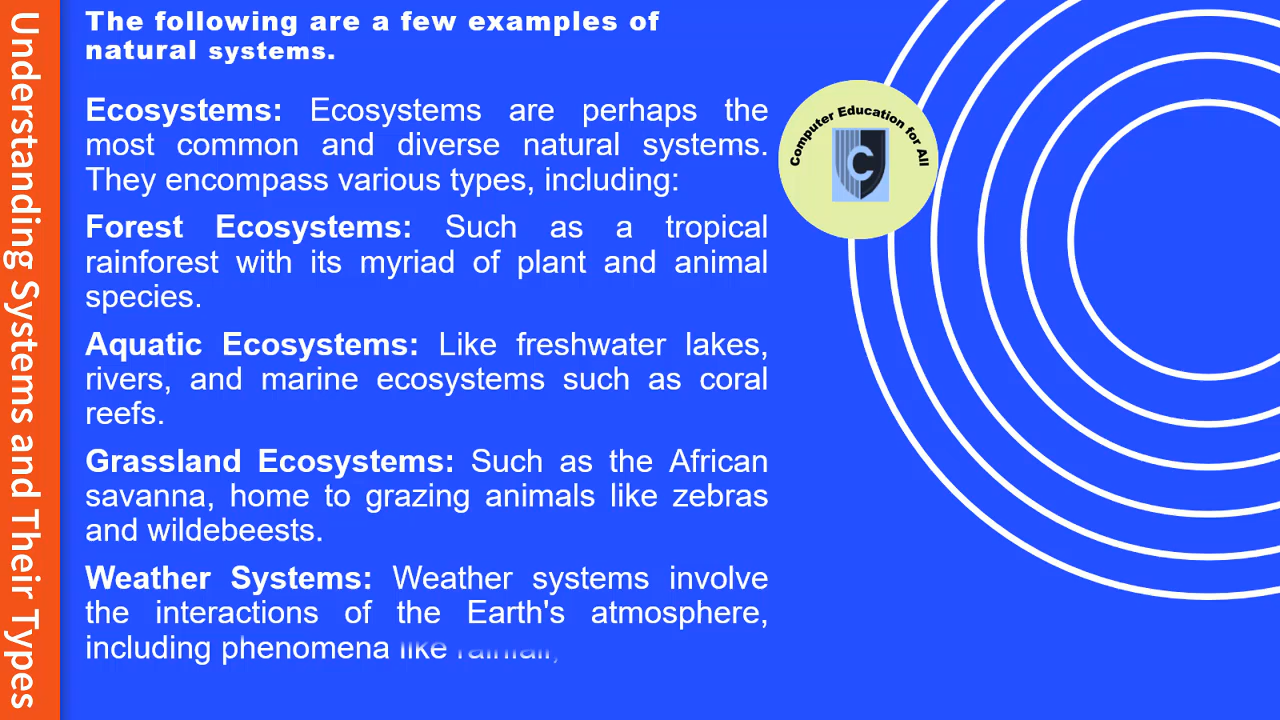 Understanding Systems and Their Types
The following are a few examples of
natural systems.
Ecosystems: Ecosystems are perhaps the
most common and diverse natural systems.
They encompass various types, including:
Forest Ecosystems: Such as a tropical
rainforest with its myriad of plant and animal
species.
Aquatic Ecosystems: Like freshwater lakes,
rivers, and marine ecosystems such as coral
reefs.
Grassland Ecosystems: Such as the African
savanna, home to grazing animals like zebras
and wildebeests.
Weather Systems: Weather systems involve
the interactions of the Earth's atmosphere,
including phenomena like rainfall,
Computer Education for All
C